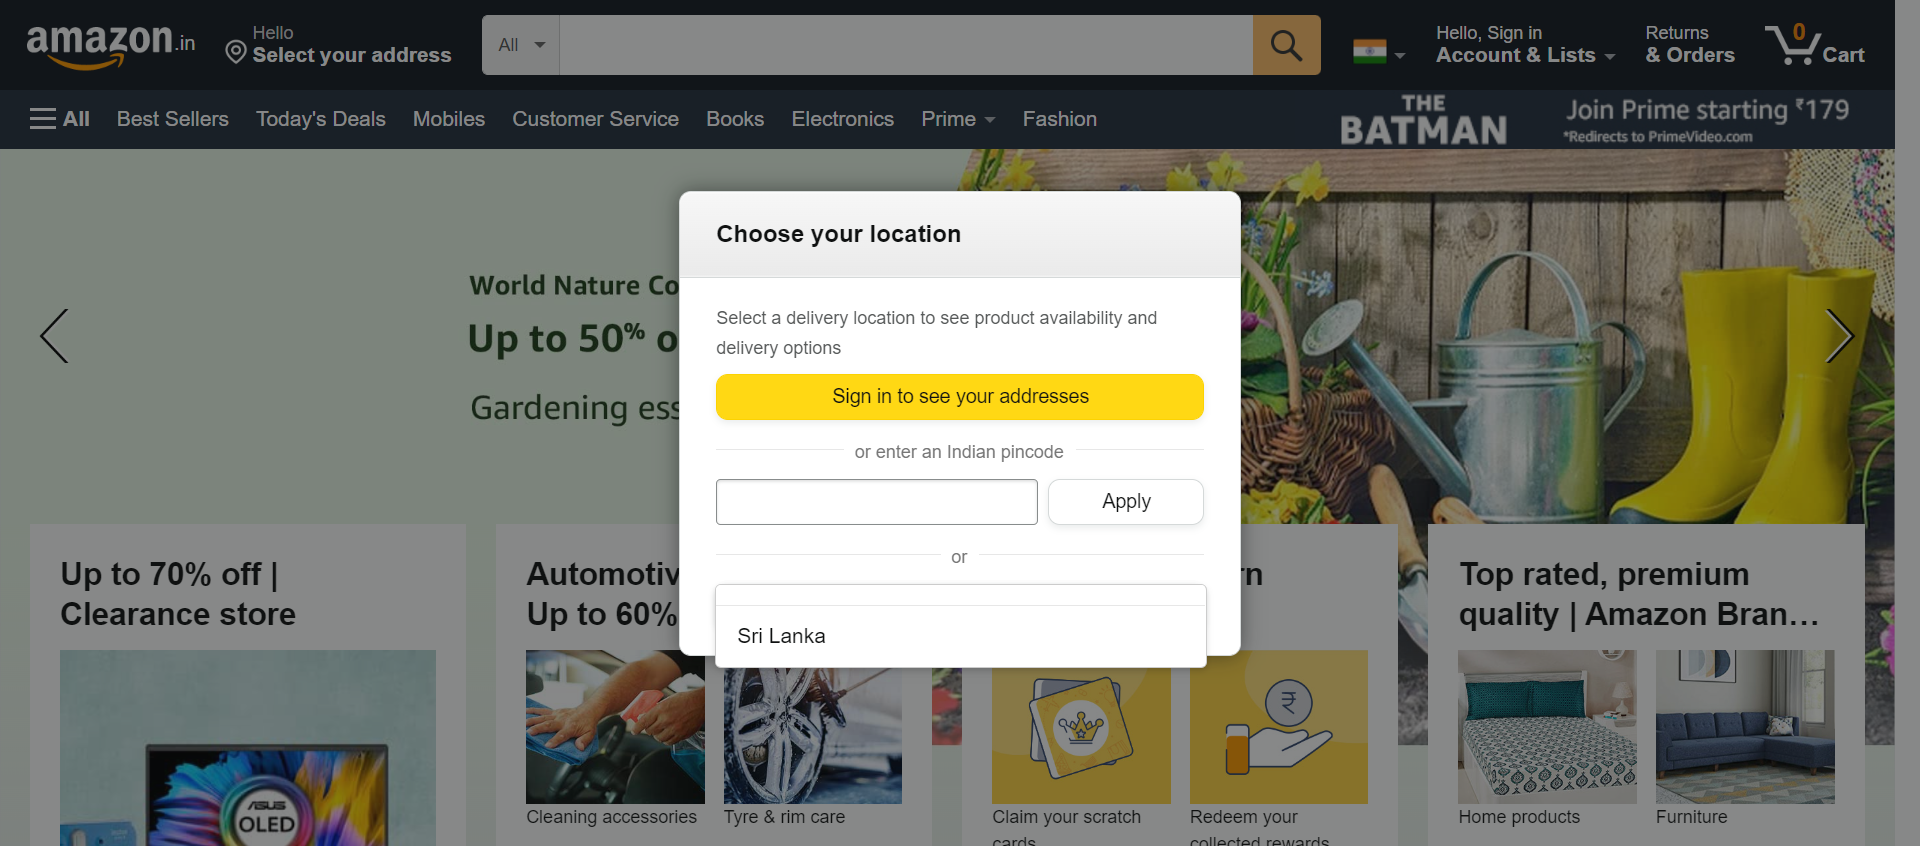 amazon.in
Hello
Select your address
All
Hello, Sign in
Account & Lists
Returns
& Orders
0
Cart
All
Best Sellers
Today's Deals
Mobiles
Customer Service
Books
Electronics
Prime
Fashion
THE
BATMAN
Join Prime starting ₹179
*Redirects to PrimeVideo.com
World Nature Co
Up to 50% o
Gardening ess
Choose your location
Select a delivery location to see product availability and
delivery options
Sign in to see your addresses
or enter an Indian pincode
Apply
or
Sri Lanka
Up to 70% off |
Clearance store
ASUS
OLED
Automotiv
Up to 60%
Cleaning accessories
Tyre & rim care
rn
₹
Claim your scratch
cards
Redeem your
collected rewards
Top rated, premium
quality | Amazon Bran…
Home products
Furniture